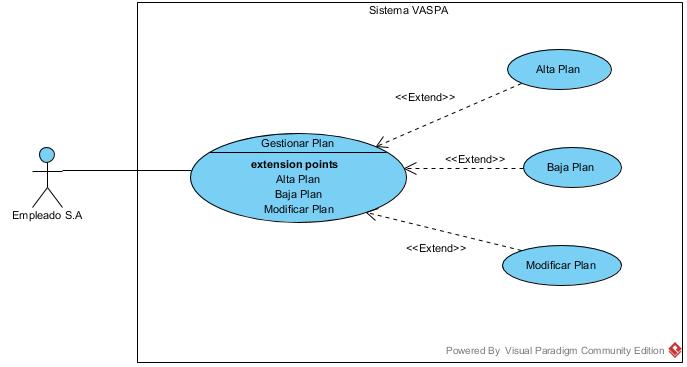 Sistema VASPA
Alta Plan
<<Extend>>
Gestionar Plan
extension points
Alta Plan
Baja Plan
Modificar Plan
<<Extend>>
Baja Plan
Empleado S.A
<<Extend>>
Modificar Plan
Powered By Visual Paradigm Community Edition